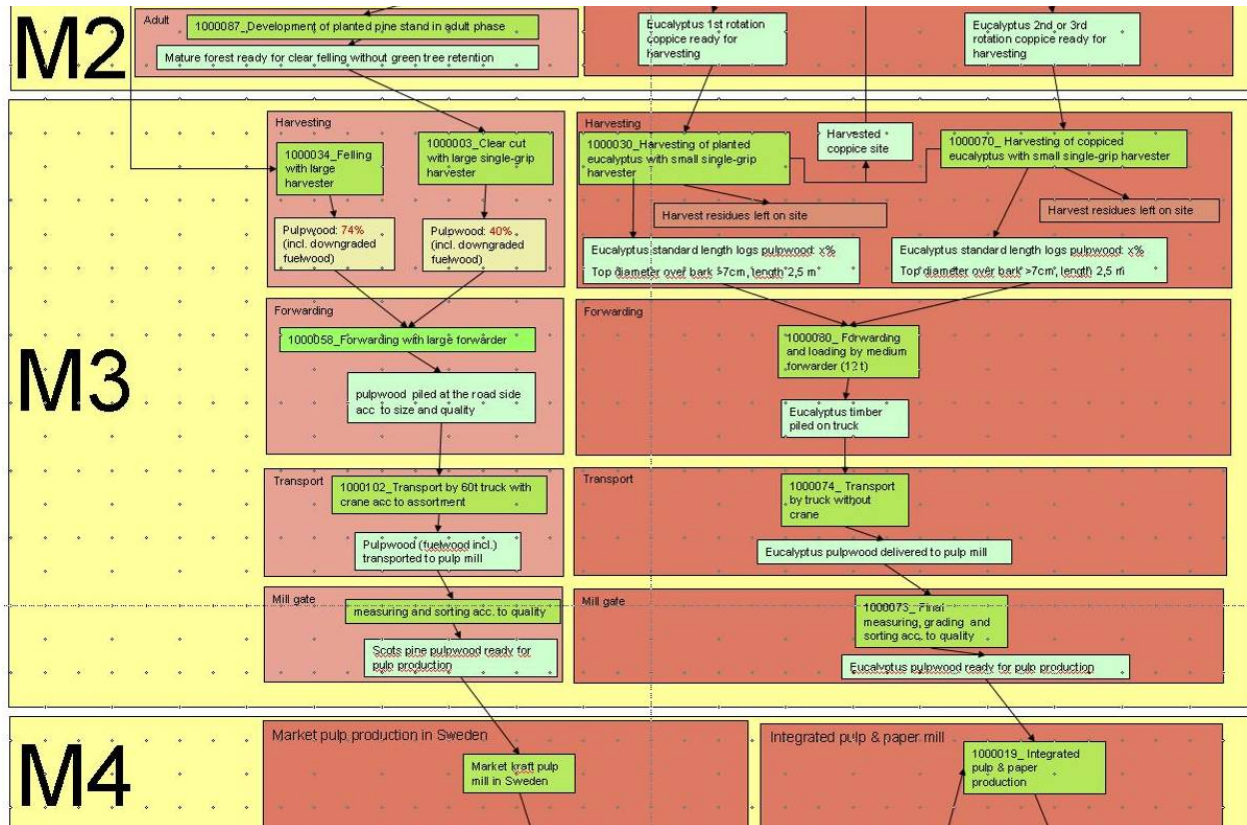 M2
Adult
1000087_Development of planted pine stand in adult phase
Mature forest ready for clear felling without green tree retention
Eucalyptus 1st rotation
coppice ready for
harvesting
Eucalyptus 2nd or 3rd
rotation coppice ready for
harvesting
M3
Harvesting
1000034_Felling
with large
harvester
1000003_Clear cut
with large single-grip
harvester
Pulpwood: 74%
(incl. downgraded
fuelwood)
Pulpwood: 40%
(incl. downgraded
fuelwood)
Harvesting
1000030_Harvesting of planted
eucalyptus with small single-grip
harvester
Harvested
coppice site
1000070_ Harvesting of coppiced
eucalyptus with small single-grip harvester
Harvest residues left on site
Harvest residues left on site
Eucalyptus standard length logs pulpwood: x%
Top diameter over bark >7cm, length 2,5 m
Eucalyptus standard length logs pulpwood: x%
Top diameter over bark >7cm, length 2,5 m
Forwarding
1000058_Forwarding with large forwarder
pulpwood piled at the road side
acc to size and quality
Forwarding
1000080_ Forwarding
and loading by medium
forwarder (12t)
Eucalyptus timber
piled on truck
Transport
1000102_Transport by 60t truck with
crane acc to assortment
Pulpwood (fuelwood incl.)
transported to pulp mill
Transport
1000074_ Transport
by truck without
crane
Eucalyptus pulpwood delivered to pulp mill
Mill gate
measuring and sorting acc. to quality
Scots pine pulpwood ready for
pulp production
Mill gate
1000073_ Final
measuring, grading and
sorting acc. to quality
Eucalyptus pulpwood ready for pulp production
M4
Market pulp production in Sweden
Market kraft pulp
mill in Sweden
Integrated pulp & paper mill
1000019_ Integrated
pulp & paper
production